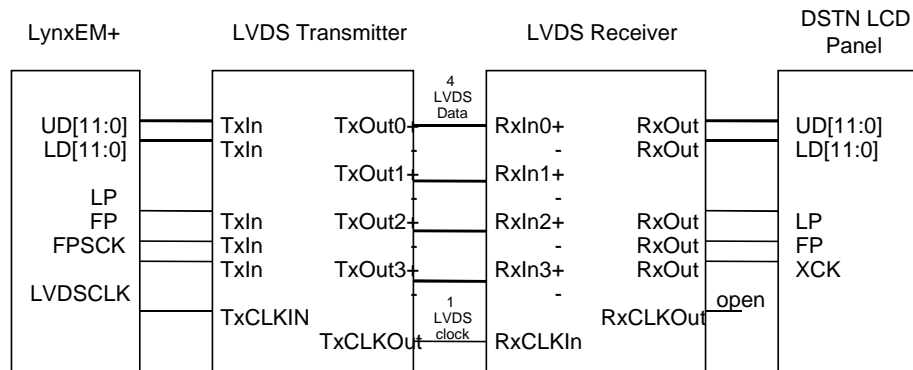 LynxEM+
LVDS Transmitter
LVDS Receiver
DSTN LCD
Panel
UD[11:0]
LD[11:0]
LP
FP
FPSCK
LVDSCLK
TxIn
TxIn
TxIn
TxIn
TxIn
TxCLKIN
TxOut0+
-
TxOut1+
-
TxOut2+
-
TxOut3+
-
TxCLKOut
4
LVDS
Data
1
LVDS
clock
RxIn0+
-
RxIn1+
-
RxIn2+
-
RxIn3+
-
RxCLKIn
RxOut
RxOut
RxOut
RxOut
RxOut
RxCLKOut
open
UD[11:0]
LD[11:0]
LP
FP
XCK